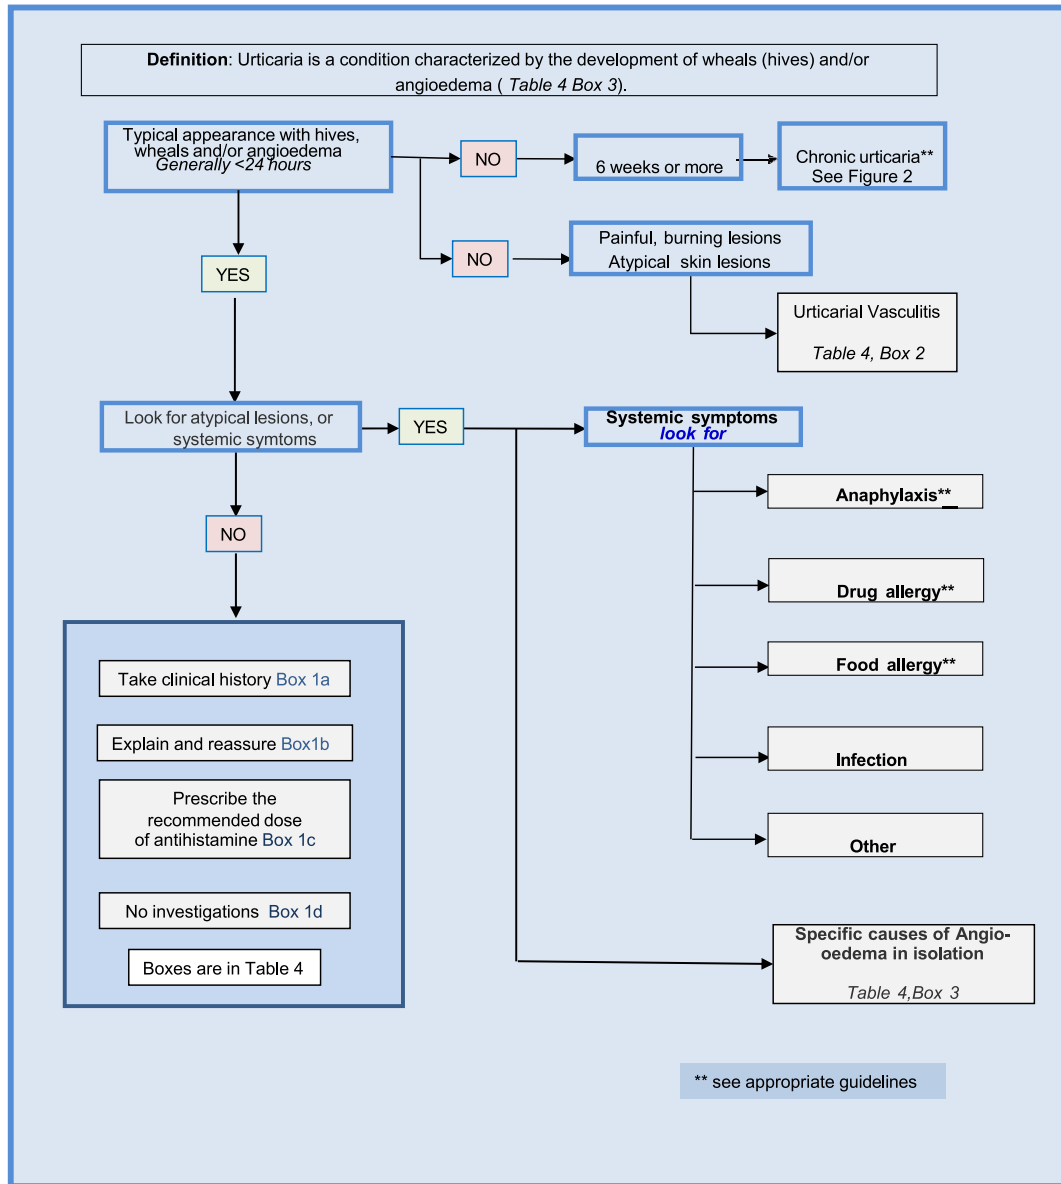 Definition: Urticaria is a condition characterized by the development of wheals (hives) and/or
angioedema ( Table 4 Box 3).
Typical appearance with hives,
wheals and/or angioedema
Generally <24 hours
NO
6 weeks or more
Chronic urticaria**
See Figure 2
NO
Painful, burning lesions
Atypical skin lesions
YES
Urticarial Vasculitis
Table 4, Box 2
Look for atypical lesions, or
systemic symtoms
YES
Systemic symptoms
look for
Anaphylaxis**
NO
Drug allergy**
Food allergy**
Infection
Other
Take clinical history Box 1a
Explain and reassure Box1b
Prescribe the
recommended dose
of antihistamine Box 1c
No investigations Box 1d
Boxes are in Table 4
Specific causes of Angio-
oedema in isolation
Table 4,Box 3
** see appropriate guidelines